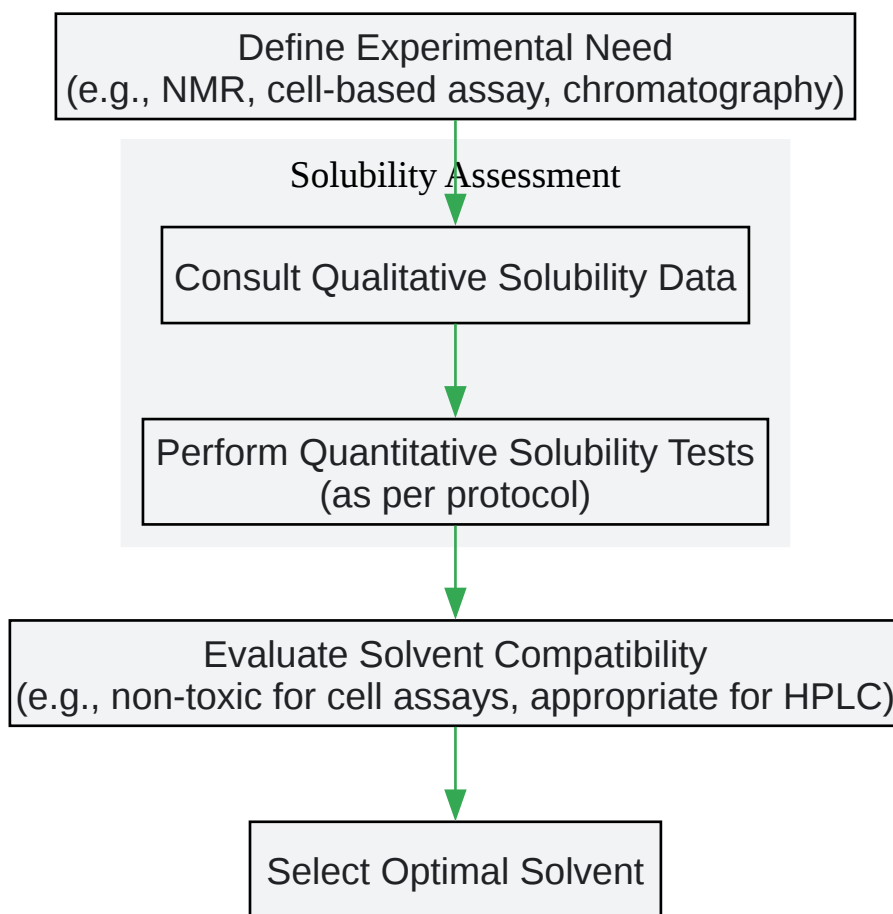 Define Experimental Need
(e.g., NMR, cell-based assay, chromatography)
Solubility Assessment
Consult Qualitative Solubility Data
Perform Quantitative Solubility Tests
(as per protocol)
Evaluate Solvent Compatibility
(e.g., non-toxic for cell assays, appropriate for HPLC)
Select Optimal Solvent